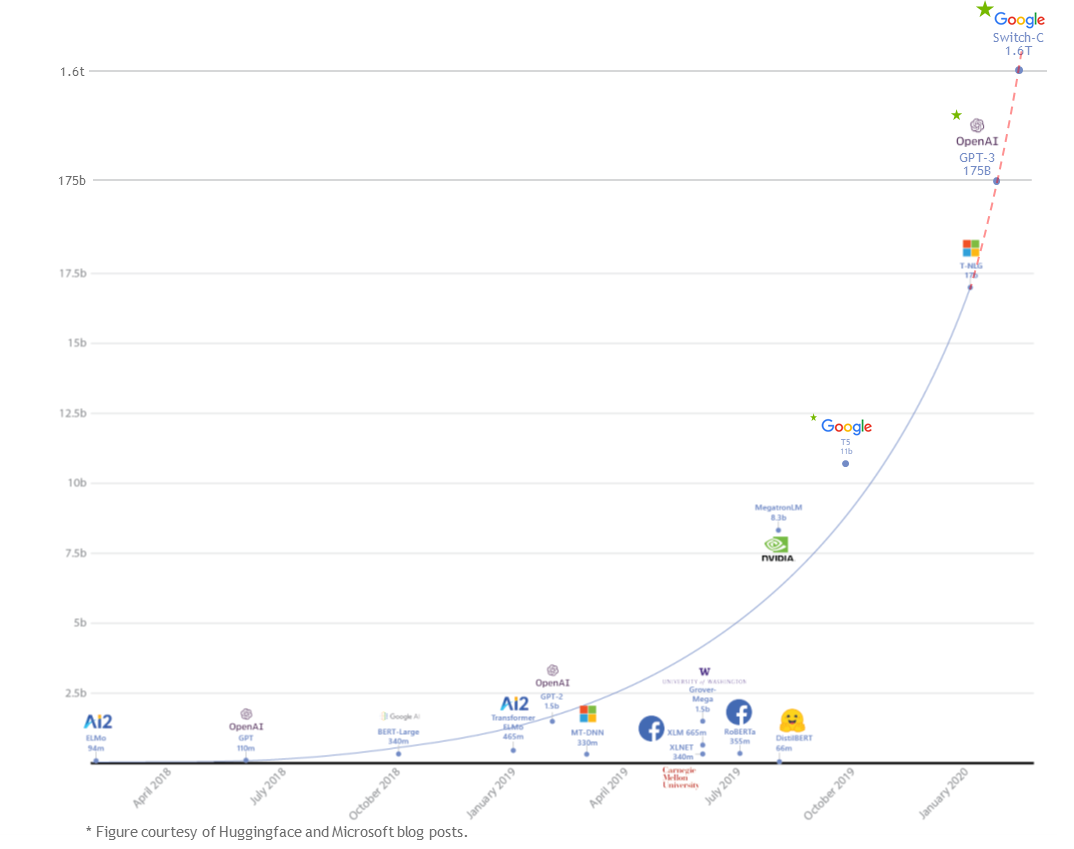 Google
Switch-C
1.6T
1.6t
OpenAI
GPT-3
175B
175b
T-NLG
17b
17.5b
15b
12.5b
Google
T5
11b
10b
MegatronLM
8.3b
NVIDIA
7.5b
5b
2.5b
Ai2
ELMo
94m
OpenAI
GPT
110m
Google AI
BERT-Large
340m
Ai2
Transformer
ELMo
465m
OpenAI
GPT-2
1.5b
MT-DNN
330m
W
UNIVERSITY of WASHINGTON
Grover-
Mega
1.5b
XLM 665m
XLNET
340m
Carnegie
Mellon
University
RoBERTa
355m
DistilBERT
66m
April 2018
July 2018
October 2018
January 2019
April 2019
July 2019
October 2019
January 2020
* Figure courtesy of Huggingface and Microsoft blog posts.